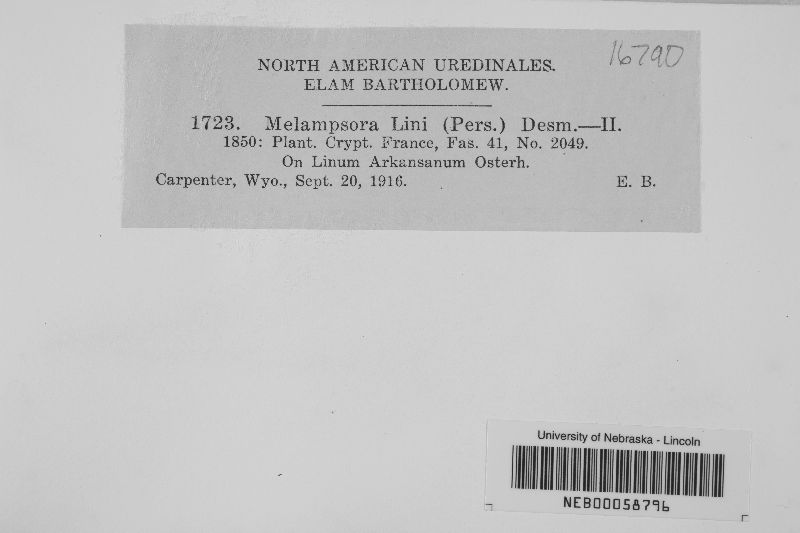 16790
NORTH AMERICAN UREDINALES.
ELAM BARTHOLOMEW.
1723. Melampsora Lini (Pers.) Desm.—II.
1850: Plant. Crypt. France, Fas. 41, No. 2049.
On Linum Arkansanum Osterh.
Carpenter, Wyo., Sept. 20, 1916. E. B.
University of Nebraska - Lincoln
NEB00058796